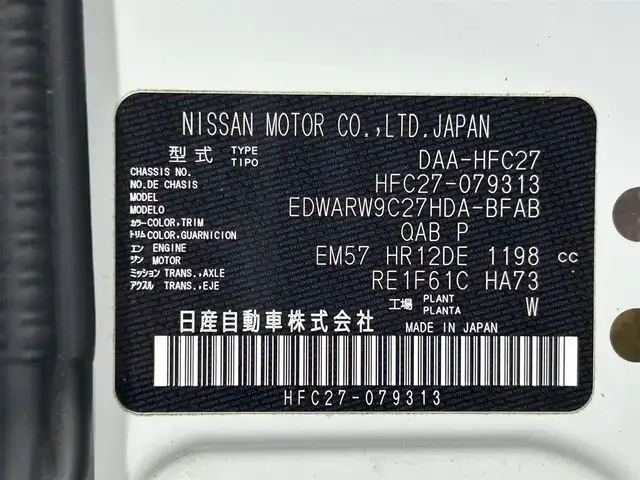 NISSAN MOTOR CO.,LTD.JAPAN
型式 TYPE TIPO DAA-HFC27
CHASSIS NO. NO.DE CHASIS HFC27-079313
MODEL MODELO EDWARW9C27HDA-BFAB
カラー COLOR,TRIM トリム COLOR,GUARNICION QAB P
エンジン ENGINE MOTOR EM57 HR12DE 1198 cc
ミッション TRANS.,AXLE アクスル TRANS.,EJE RE1F61C HA73
工場 PLANT PLANTA W
日産自動車株式会社 MADE IN JAPAN
HFC27-079313